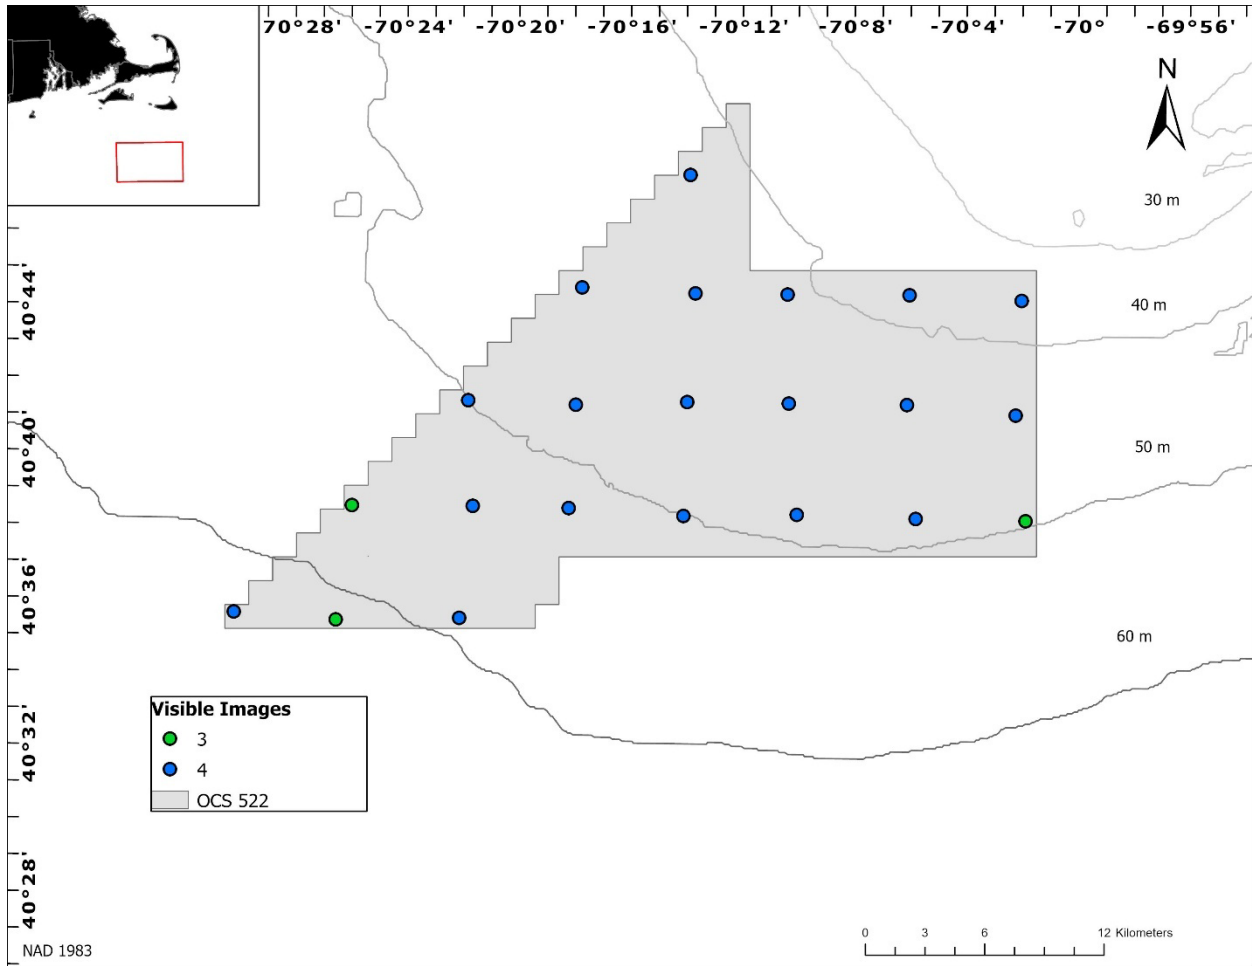 70°28' -70°24' -70°20' -70°16' -70°12' -70°8' -70°4' -70° -69°56'
N
30 m
40°44'
40 m
40°40'
50 m
40°36'
60 m
Visible Images
3
4
OCS 522
40°32'
40°28'
0 3 6 12 Kilometers
NAD 1983